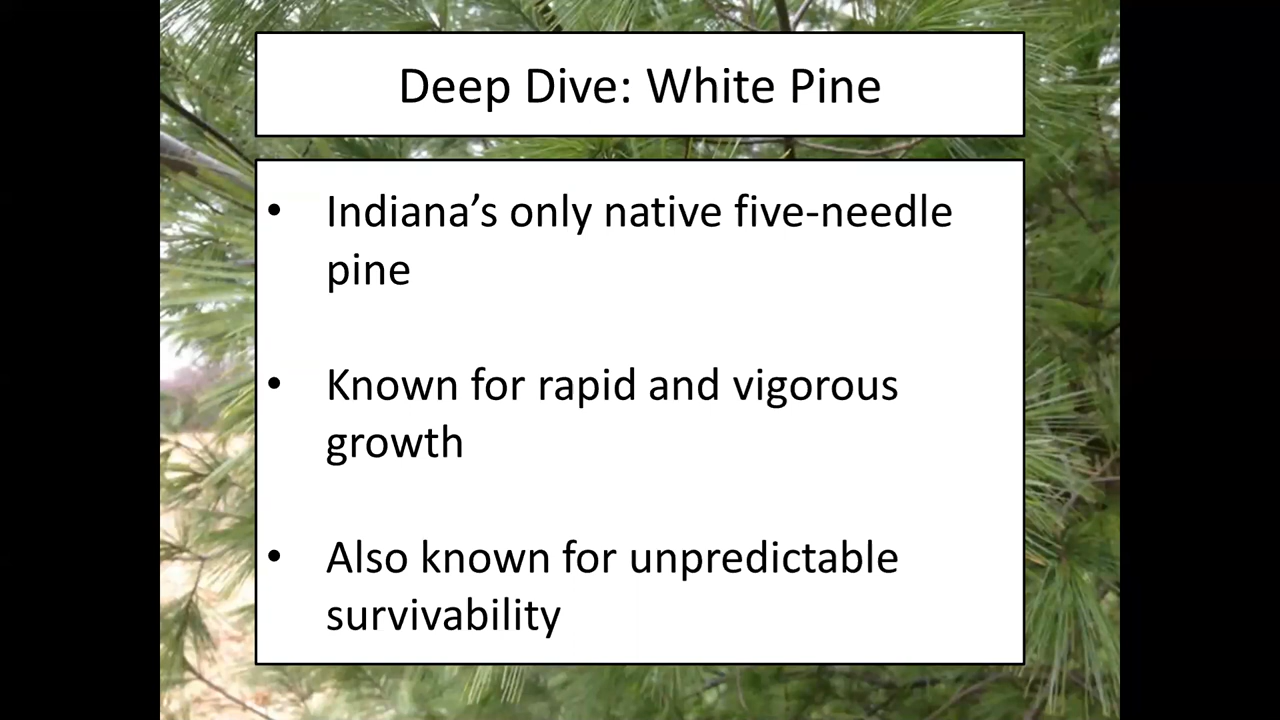 Deep Dive: White Pine
• Indiana’s only native five-needle
pine
• Known for rapid and vigorous
growth
• Also known for unpredictable
survivability